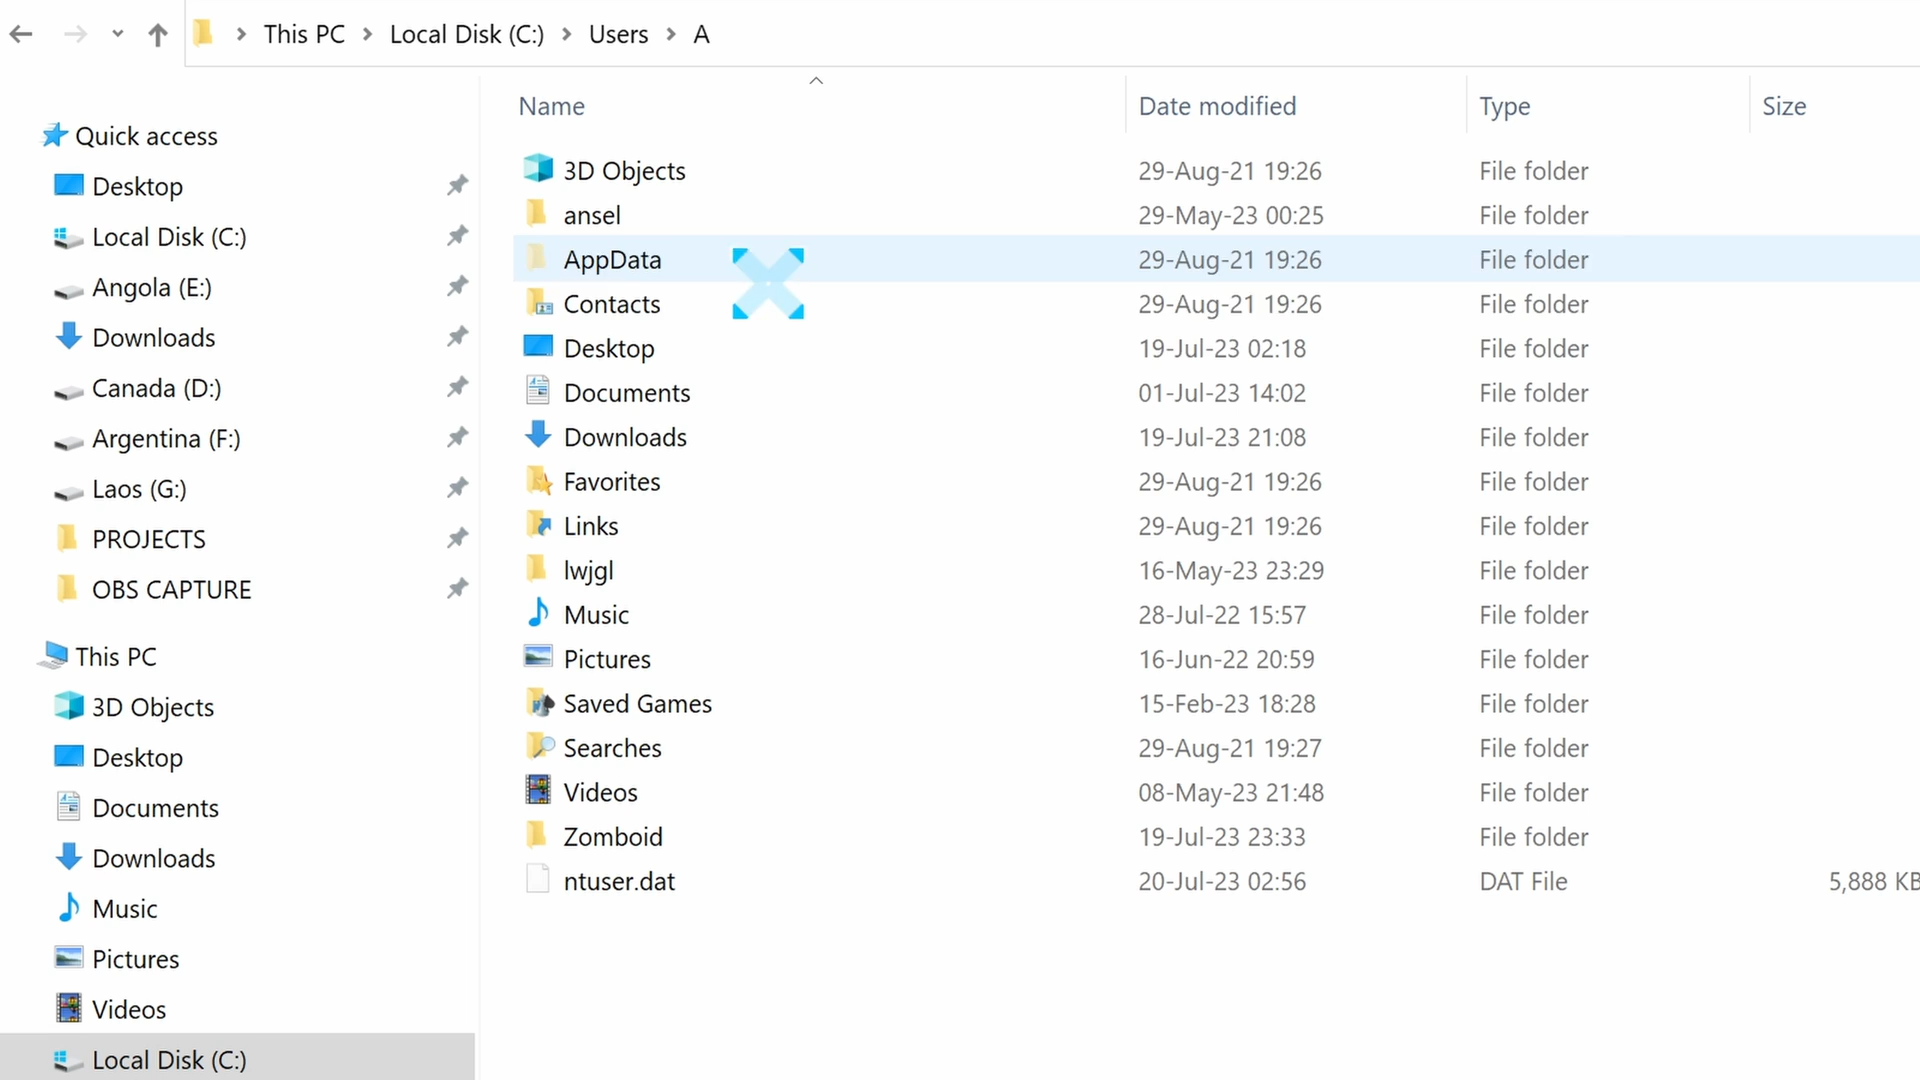 This PC > Local Disk (C:) > Users > A
Name Date modified Type Size
Quick access
Desktop
Local Disk (C:)
Angola (E:)
Downloads
Canada (D:)
Argentina (F:)
Laos (G:)
PROJECTS
OBS CAPTURE
This PC
3D Objects
Desktop
Documents
Downloads
Music
Pictures
Videos
Local Disk (C:)
3D Objects 29-Aug-21 19:26 File folder
ansel 29-May-23 00:25 File folder
AppData 29-Aug-21 19:26 File folder
Contacts 29-Aug-21 19:26 File folder
Desktop 19-Jul-23 02:18 File folder
Documents 01-Jul-23 14:02 File folder
Downloads 19-Jul-23 21:08 File folder
Favorites 29-Aug-21 19:26 File folder
Links 29-Aug-21 19:26 File folder
lwjgl 16-May-23 23:29 File folder
Music 28-Jul-22 15:57 File folder
Pictures 16-Jun-22 20:59 File folder
Saved Games 15-Feb-23 18:28 File folder
Searches 29-Aug-21 19:27 File folder
Videos 08-May-23 21:48 File folder
Zomboid 19-Jul-23 23:33 File folder
ntuser.dat 20-Jul-23 02:56 DAT File 5,888 KB